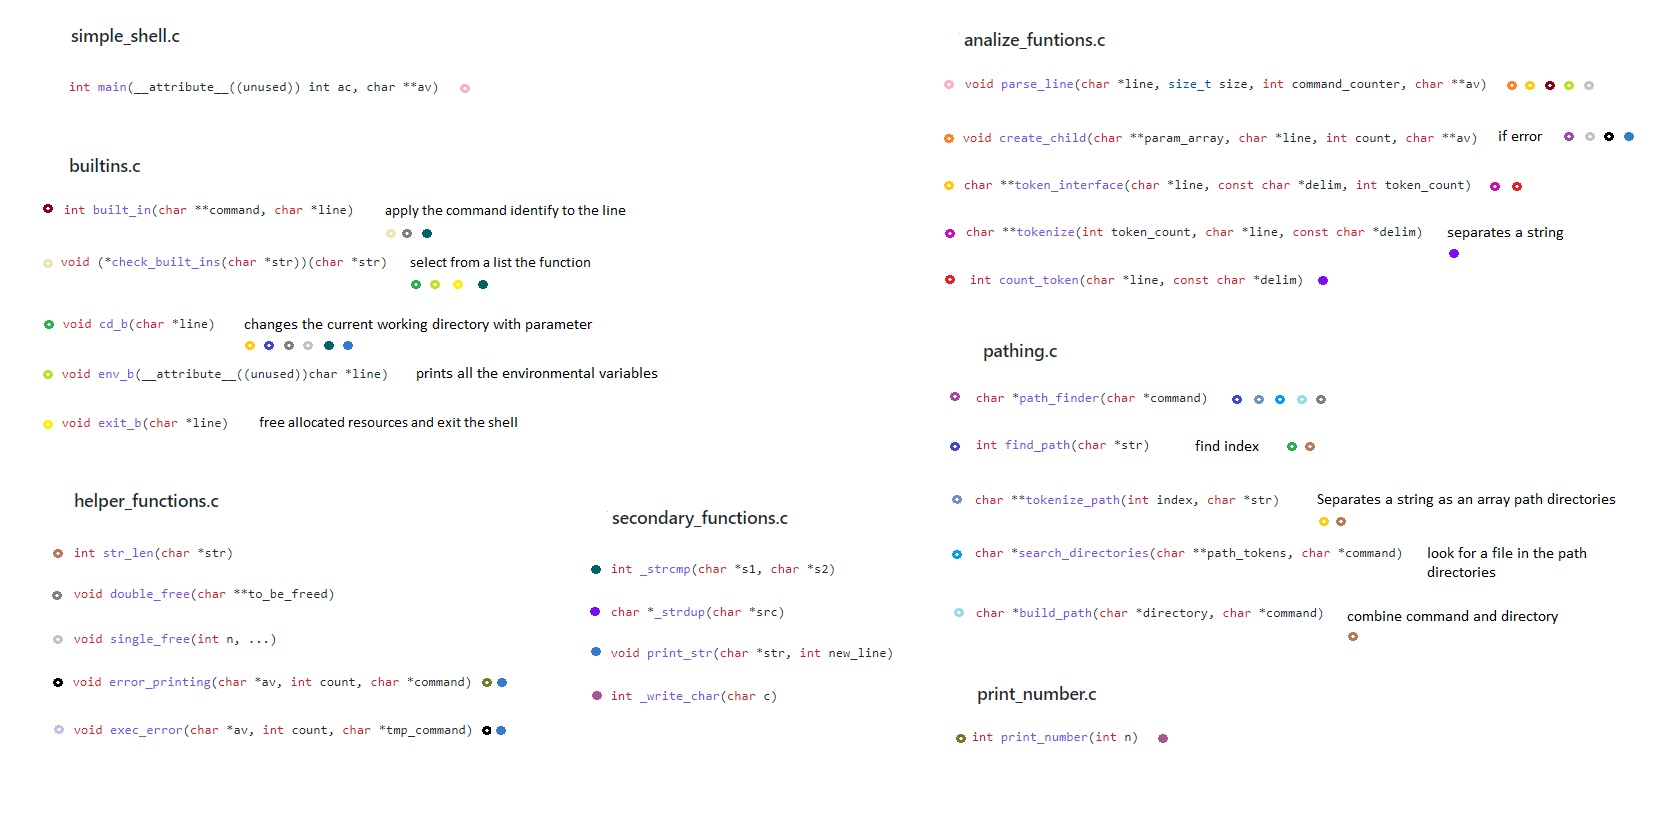 simple_shell.c
int main(__attribute__((unused)) int ac, char **av)
builtins.c
int built_in(char **command, char *line)
apply the command identify to the line
void (*check_built_ins(char *str))(char *str)
select from a list the function
void cd_b(char *line)
changes the current working directory with parameter
void env_b(__attribute__((unused))char *line)
prints all the environmental variables
void exit_b(char *line)
free allocated resources and exit the shell
helper_functions.c
int str_len(char *str)
void double_free(char **to_be_freed)
void single_free(int n, ...)
void error_printing(char *av, int count, char *command)
void exec_error(char *av, int count, char *tmp_command)
secondary_functions.c
int _strcmp(char *s1, char *s2)
char *_strdup(char *src)
void print_str(char *str, int new_line)
int _write_char(char c)
analize_funtions.c
void parse_line(char *line, size_t size, int command_counter, char **av)
void create_child(char **param_array, char *line, int count, char **av)
if error
char **token_interface(char *line, const char *delim, int token_count)
char **tokenize(int token_count, char *line, const char *delim)
separates a string
int count_token(char *line, const char *delim)
pathing.c
char *path_finder(char *command)
int find_path(char *str)
find index
char **tokenize_path(int index, char *str)
Separates a string as an array path directories
char *search_directories(char **path_tokens, char *command)
look for a file in the path
directories
char *build_path(char *directory, char *command)
combine command and directory
print_number.c
int print_number(int n)